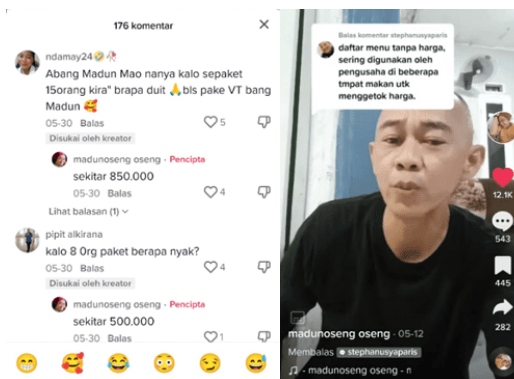 176 komentar
ndamay24🤣🥀
Abang Madun Mao nanya kalo sepaket
15orang kira" brapa duit 🙏bls pake VT bang
Madun 🥰
05-30 Balas
5
Disukai oleh kreator
madunoseng oseng · Pencipta
sekitar 850.000
05-30 Balas
4
Lihat balasan (1)
pipit alkirana
kalo 8 0rg paket berapa nyak?
05-30 Balas
4
Disukai oleh kreator
madunoseng oseng · Pencipta
sekitar 500.000
05-30 Balas
1
Balas komentar stephanusyaparis
daftar menu tanpa harga,
sering digunakan oleh
pengusaha di beberapa
tmpat makan utk
menggetok harga.
12.1K
543
445
282
madunoseng oseng · 05-12
Membalas stephanusyaparis
- madunoseng oseng - n